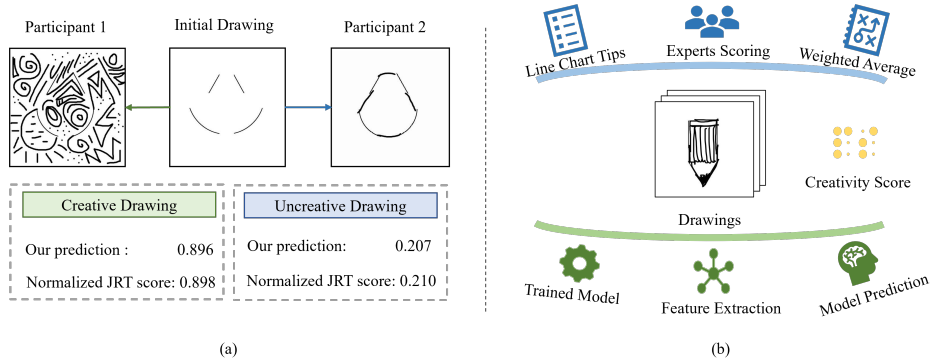 Participant 1
Initial Drawing
Participant 2
Creative Drawing
Our prediction : 0.896
Normalized JRT score: 0.898
Uncreative Drawing
Our prediction: 0.207
Normalized JRT score: 0.210
(a)
Line Chart Tips
Experts Scoring
Weighted Average
Creativity Score
Drawings
Trained Model
Feature Extraction
Model Prediction
(b)